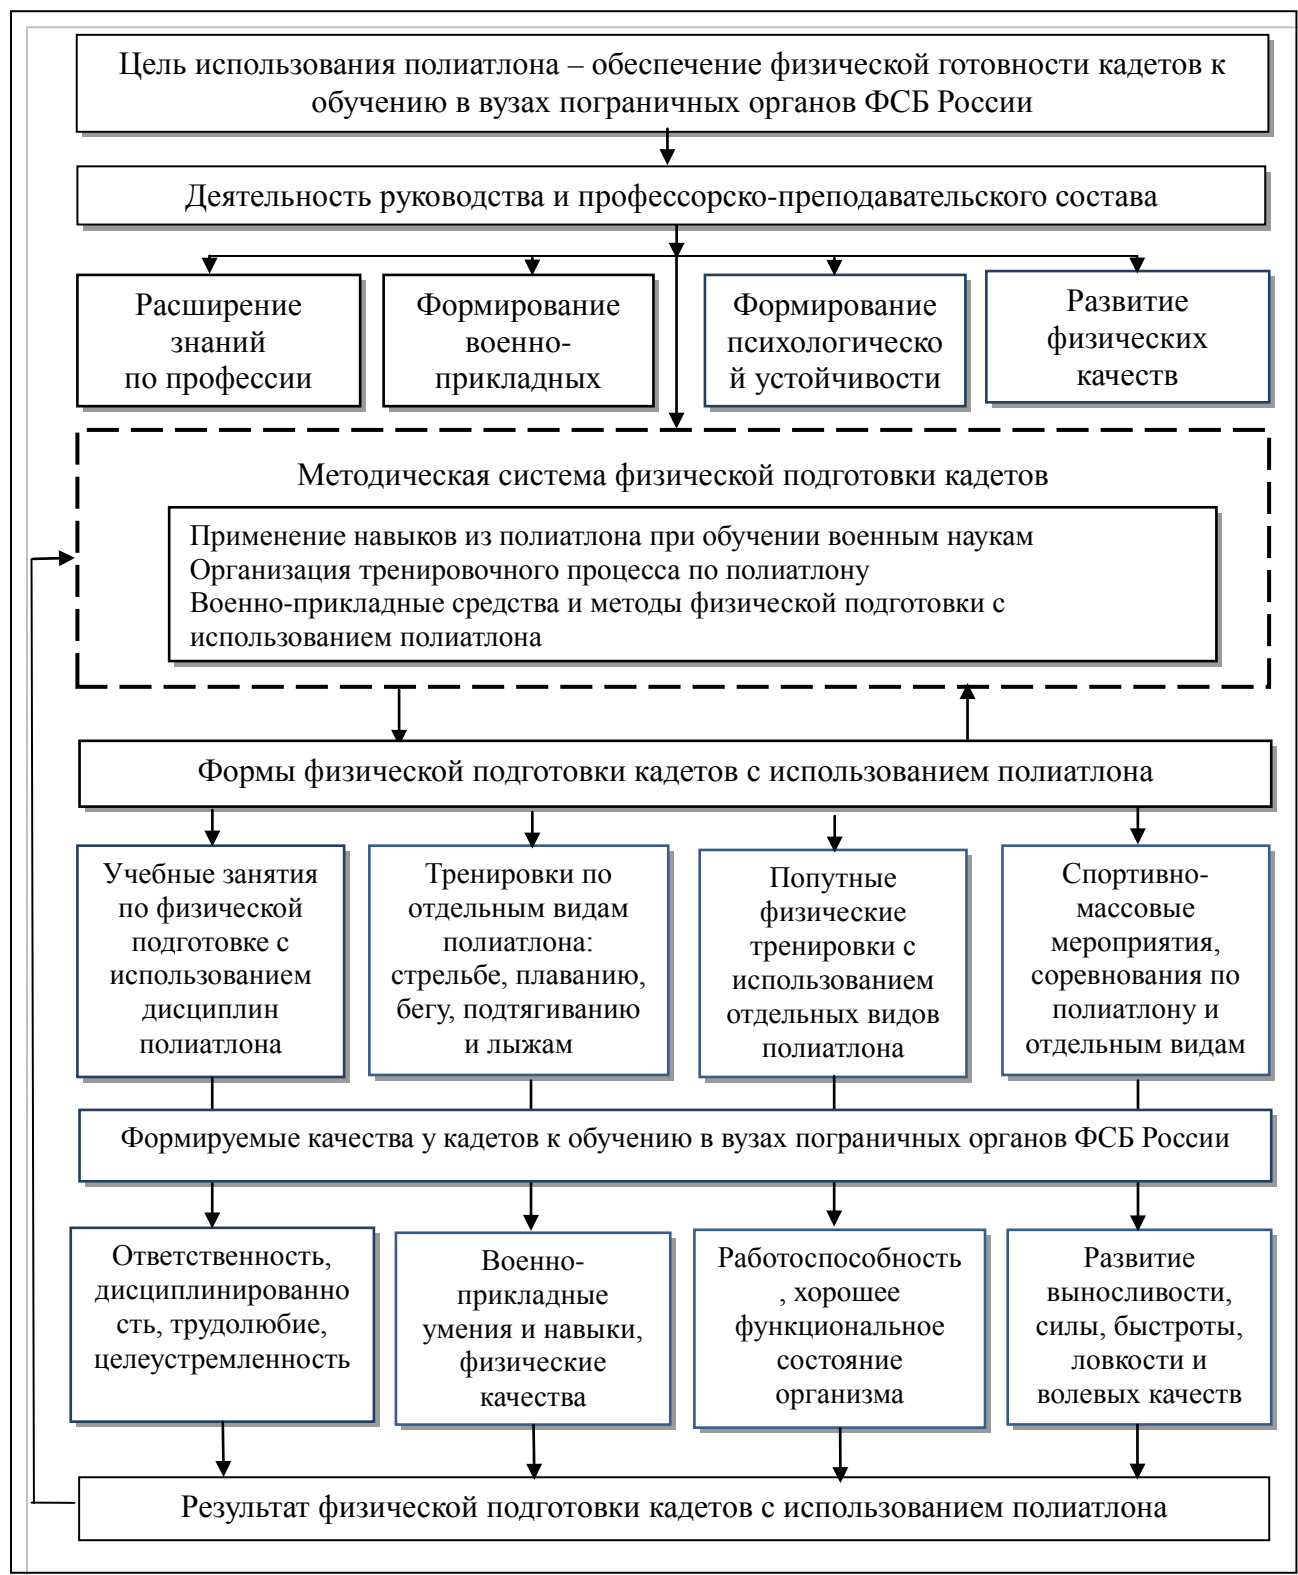 Цель использования полиатлона – обеспечение физической готовности кадетов к
обучению в вузах пограничных органов ФСБ России
Деятельность руководства и профессорско-преподавательского состава
Расширение
знаний
по профессии
Формирование
военно-
прикладных
Формирование
психологическо
й устойчивости
Развитие
физических
качеств
Методическая система физической подготовки кадетов
Применение навыков из полиатлона при обучении военным наукам
Организация тренировочного процесса по полиатлону
Военно-прикладные средства и методы физической подготовки с
использованием полиатлона
Формы физической подготовки кадетов с использованием полиатлона
Учебные занятия
по физической
подготовке с
использованием
дисциплин
полиатлона
Тренировки по
отдельным видам
полиатлона:
стрельбе, плаванию,
бегу, подтягиванию
и лыжам
Попутные
физические
тренировки с
использованием
отдельных видов
полиатлона
Спортивно-
массовые
мероприятия,
соревнования по
полиатлону и
отдельным видам
Формируемые качества у кадетов к обучению в вузах пограничных органов ФСБ России
Ответственность,
дисциплинированно
сть, трудолюбие,
целеустремленность
Военно-
прикладные
умения и навыки,
физические
качества
Работоспособность
, хорошее
функциональное
состояние
организма
Развитие
выносливости,
силы, быстроты,
ловкости и
волевых качеств
Результат физической подготовки кадетов с использованием полиатлона